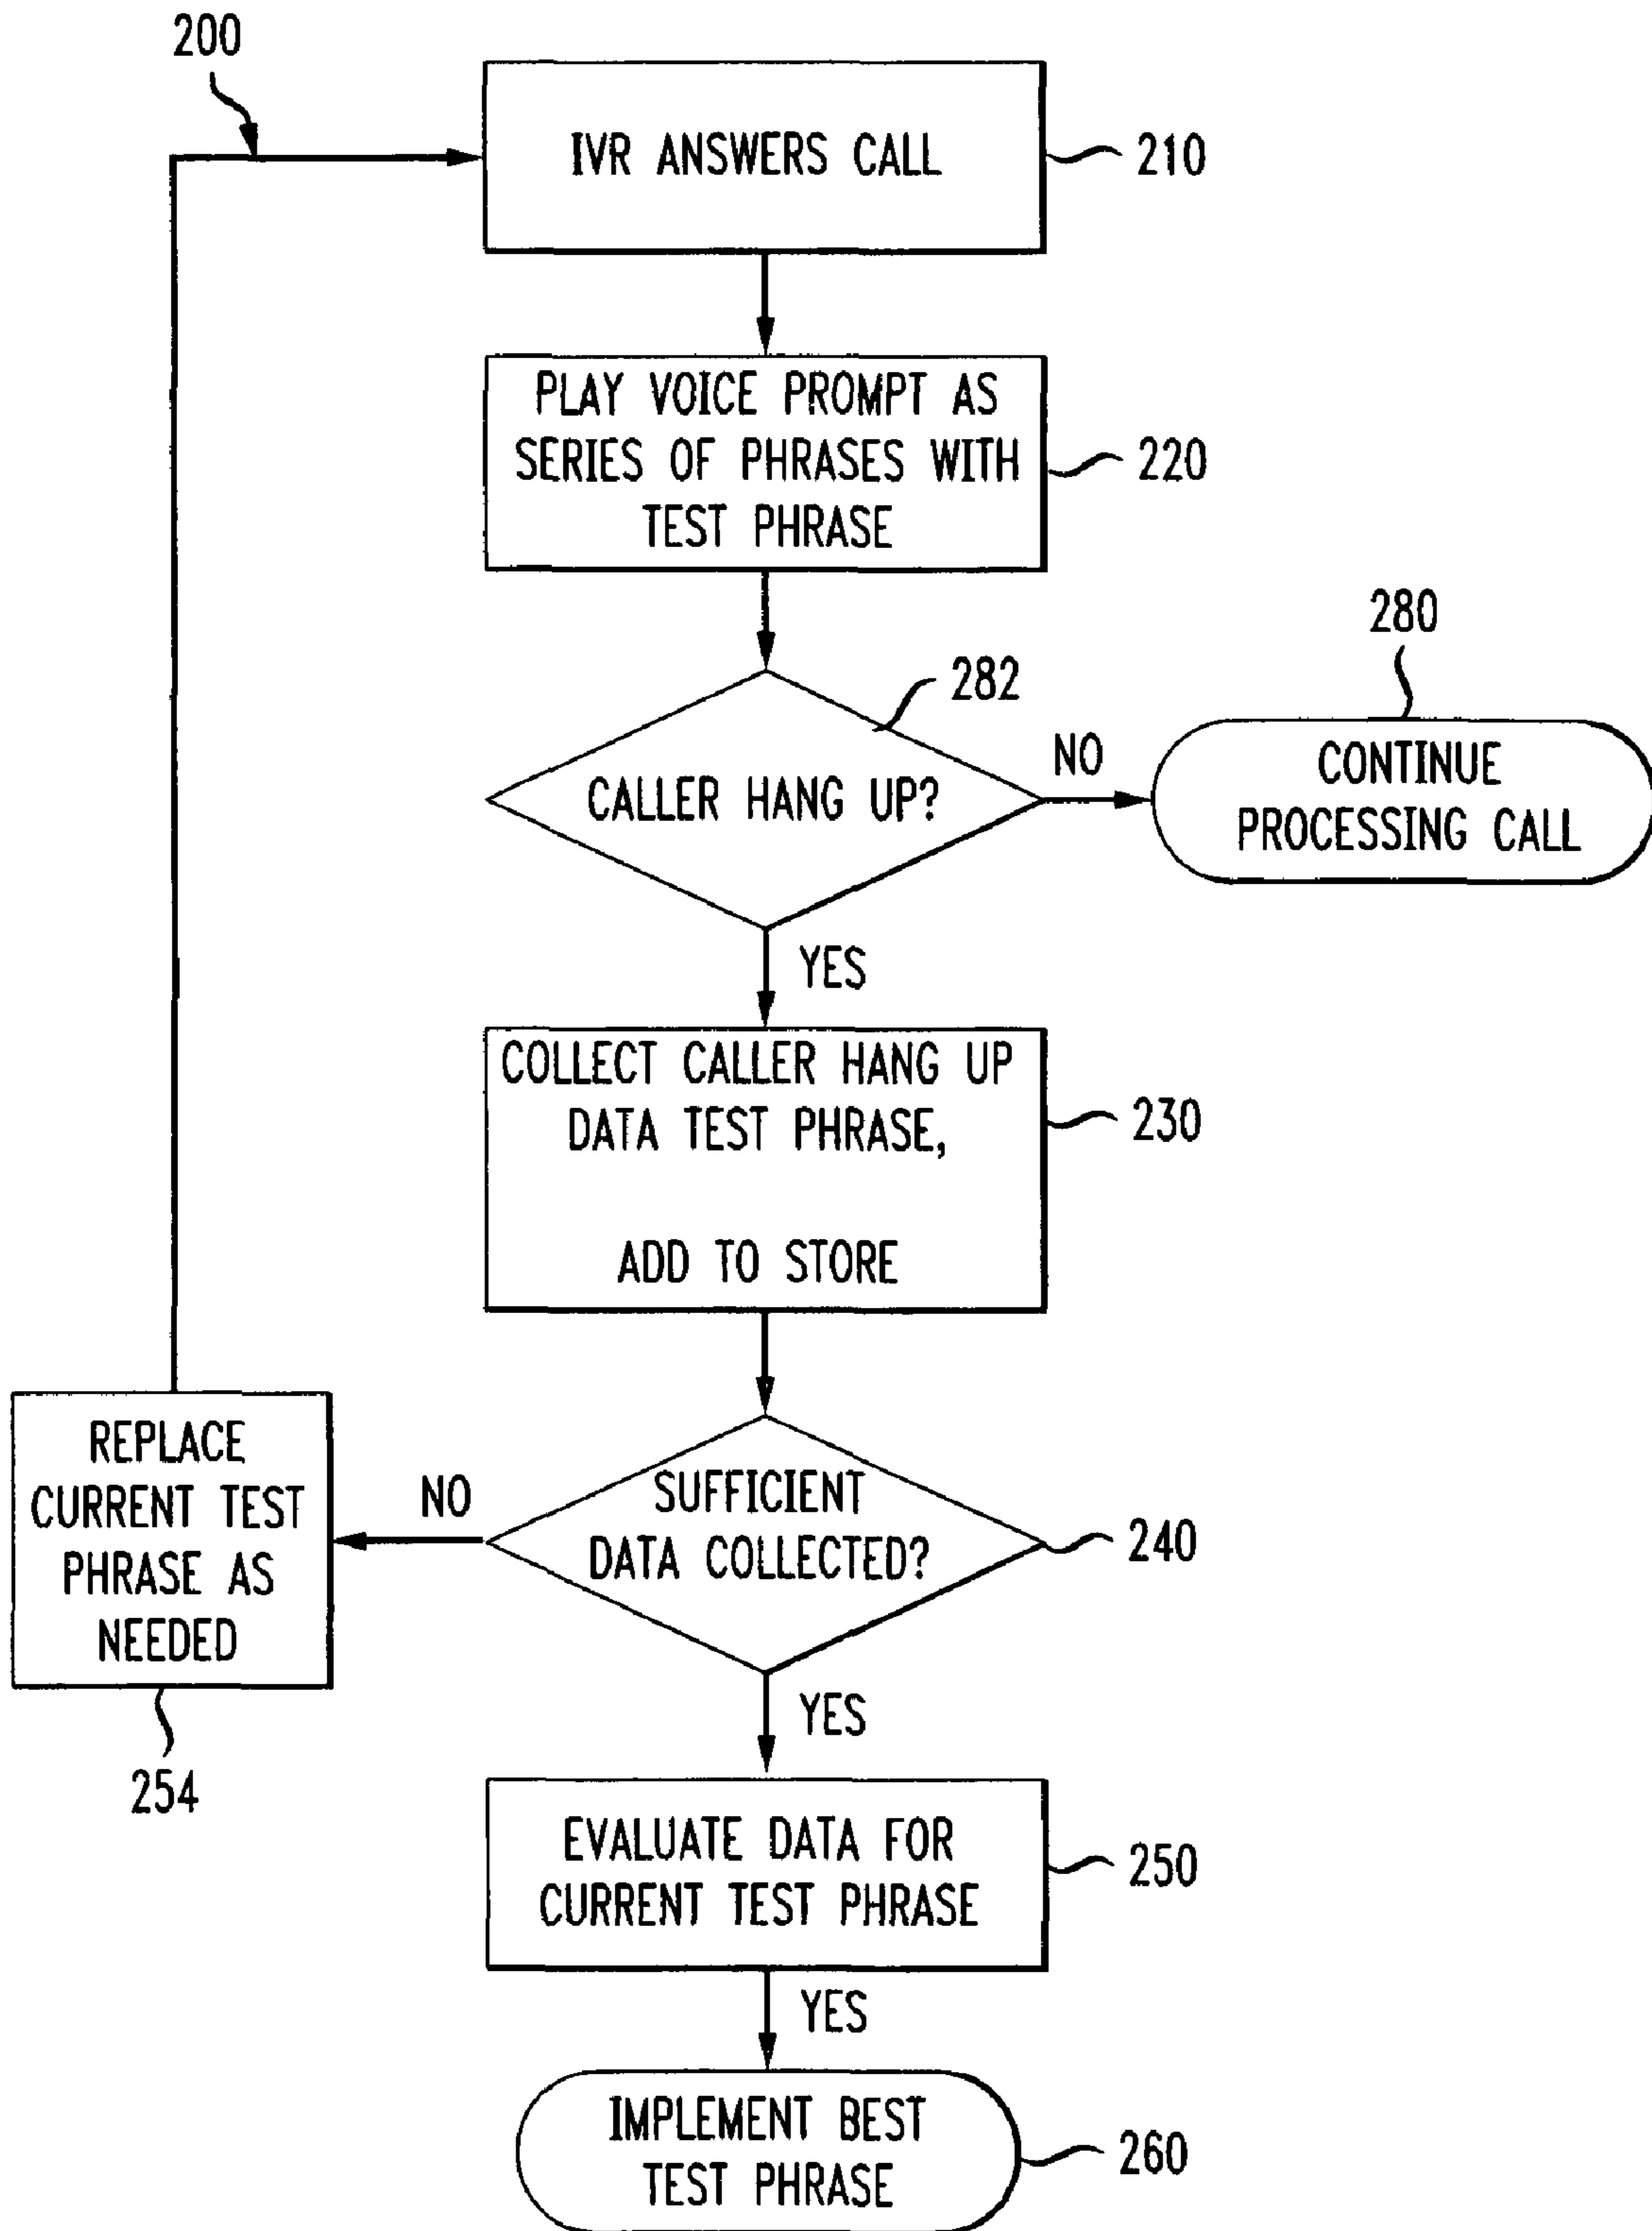 200
IVR ANSWERS CALL
210
PLAY VOICE PROMPT AS
SERIES OF PHRASES WITH
TEST PHRASE
220
282
CALLER HANG UP?
NO
280
CONTINUE
PROCESSING CALL
YES
COLLECT CALLER HANG UP
DATA TEST PHRASE,
ADD TO STORE
230
SUFFICIENT
DATA COLLECTED?
240
NO
REPLACE
CURRENT TEST
PHRASE AS
NEEDED
254
YES
EVALUATE DATA FOR
CURRENT TEST PHRASE
250
YES
IMPLEMENT BEST
TEST PHRASE
260